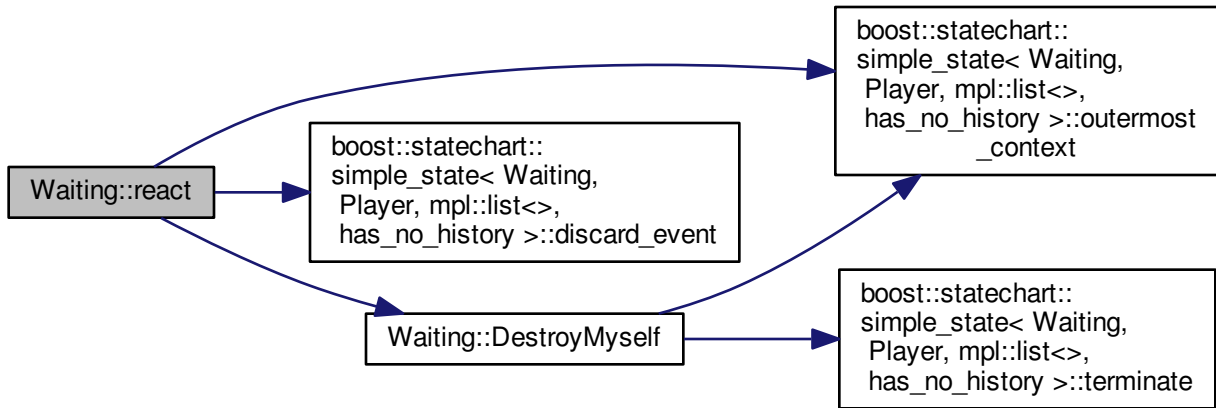 Waiting::react
boost::statechart::
simple_state< Waiting,
Player, mpl::list<>,
has_no_history >::discard_event
Waiting::DestroyMyself
boost::statechart::
simple_state< Waiting,
Player, mpl::list<>,
has_no_history >::outermost
_context
boost::statechart::
simple_state< Waiting,
Player, mpl::list<>,
has_no_history >::terminate